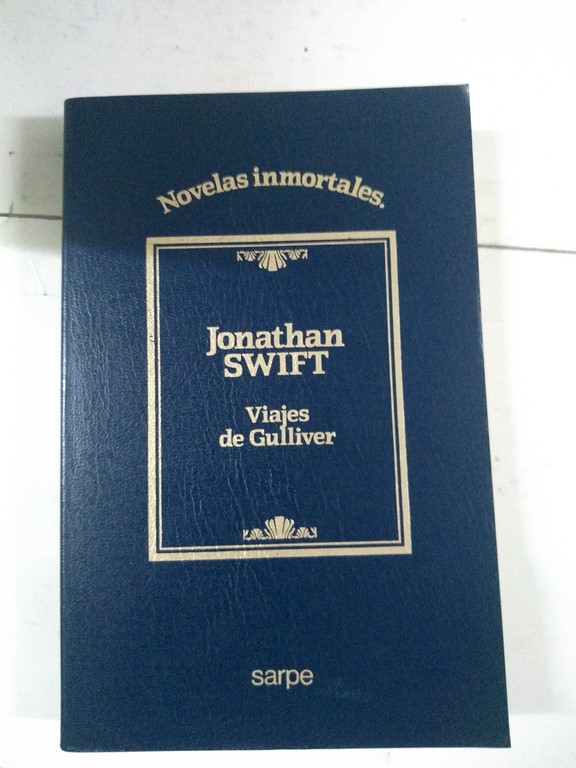 Novelas inmortales.
Jonathan
SWIFT
Viajes
de Gulliver
sarpe